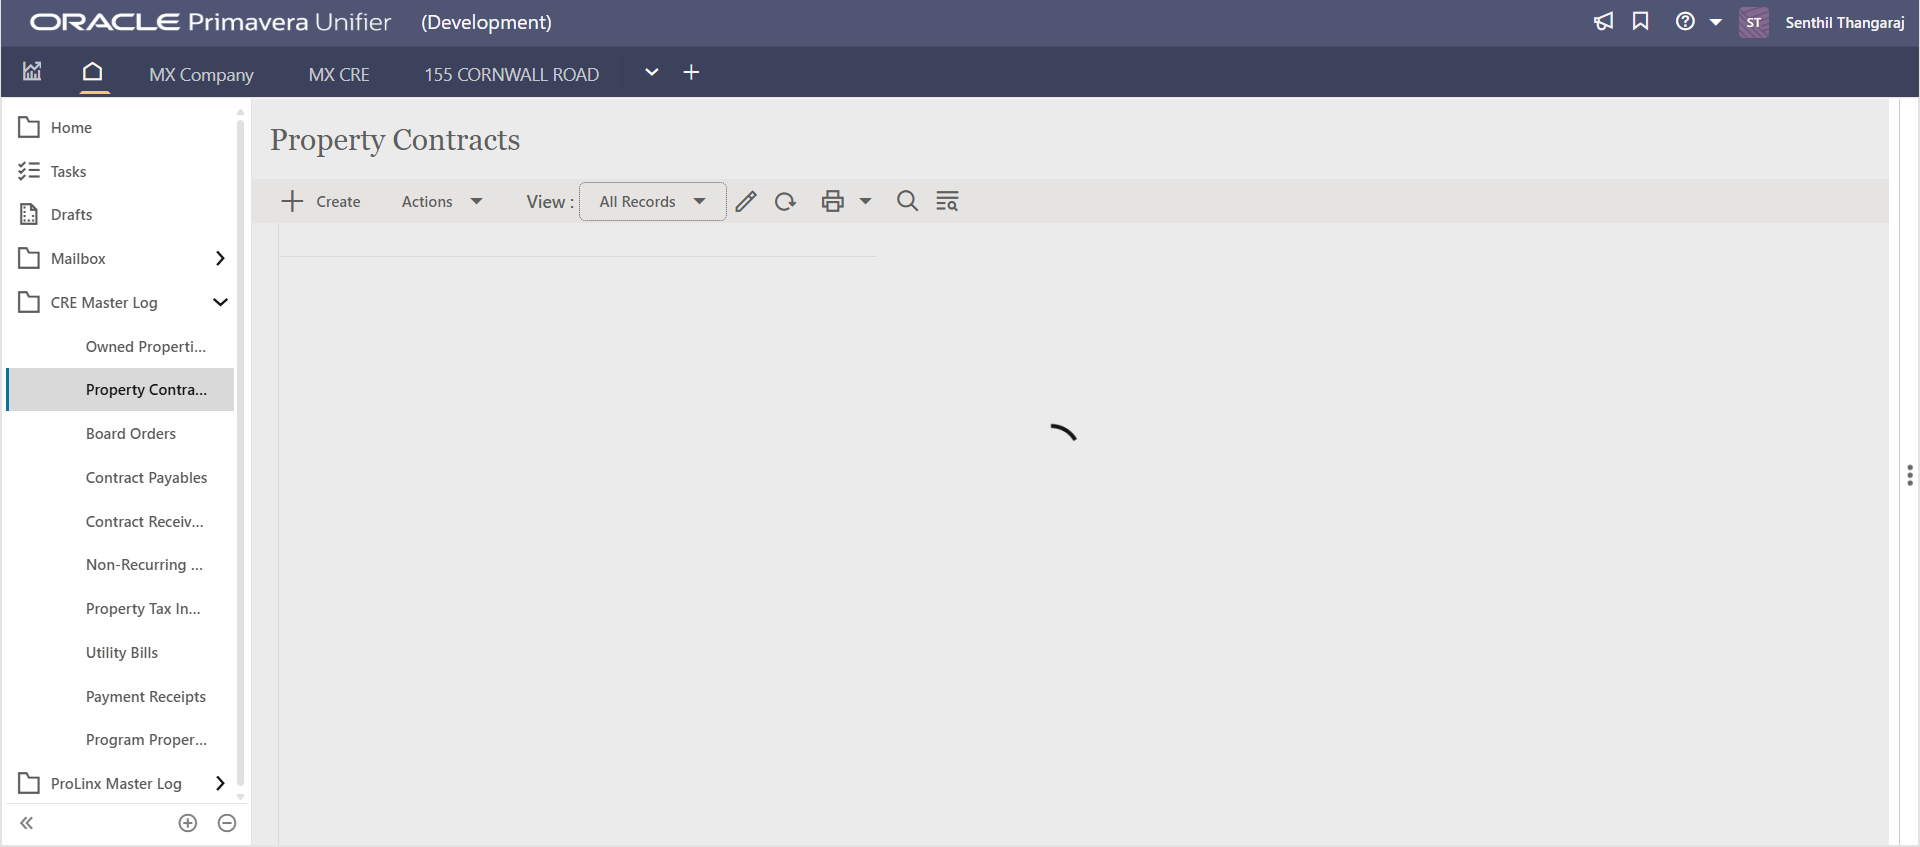 ORACLE Primavera Unifier (Development)
ST Senthil Thangaraj
MX Company MX CRE 155 CORNWALL ROAD
Home
Tasks
Drafts
Mailbox
CRE Master Log
Owned Properti...
Property Contra...
Board Orders
Contract Payables
Contract Receiv...
Non-Recurring ...
Property Tax In...
Utility Bills
Payment Receipts
Program Proper...
ProLinx Master Log
Property Contracts
Create Actions View : All Records